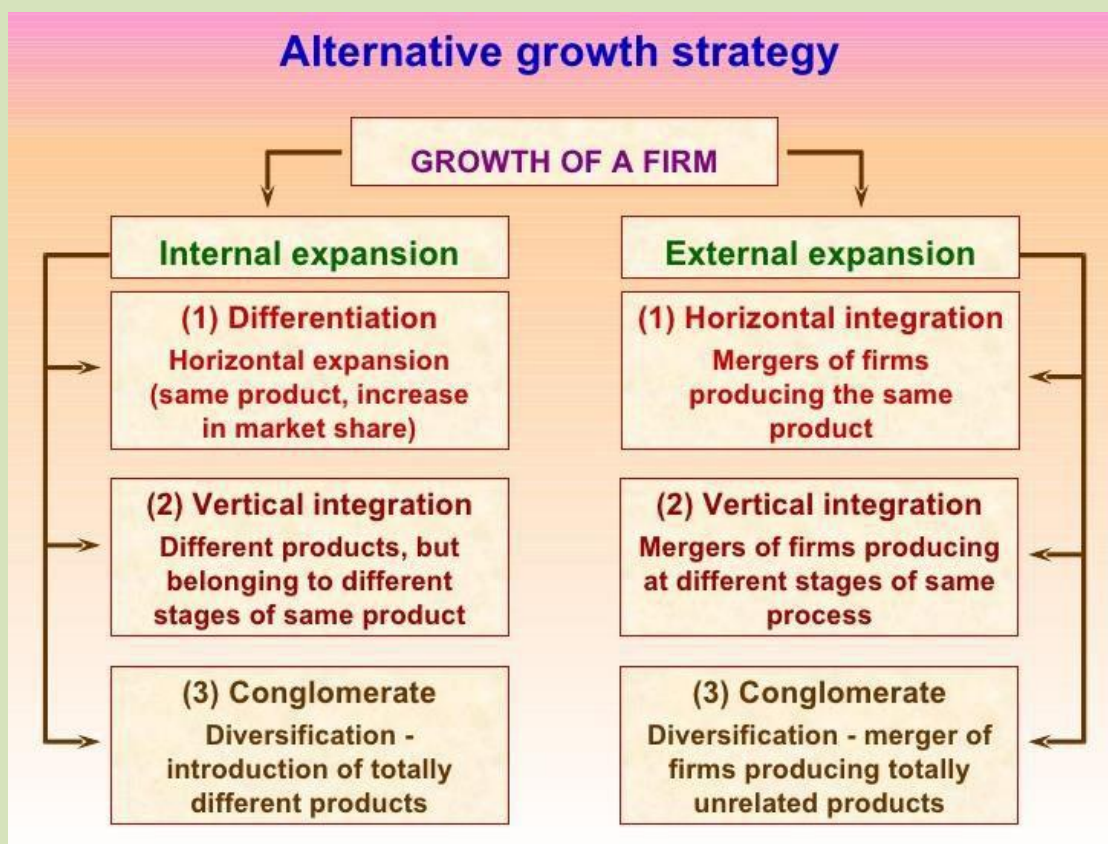 Alternative growth strategy
GROWTH OF A FIRM
Internal expansion
(1) Differentiation
Horizontal expansion
(same product, increase
in market share)
(2) Vertical integration
Different products, but
belonging to different
stages of same product
(3) Conglomerate
Diversification -
introduction of totally
different products
External expansion
(1) Horizontal integration
Mergers of firms
producing the same
product
(2) Vertical integration
Mergers of firms producing
at different stages of same
process
(3) Conglomerate
Diversification - merger of
firms producing totally
unrelated products